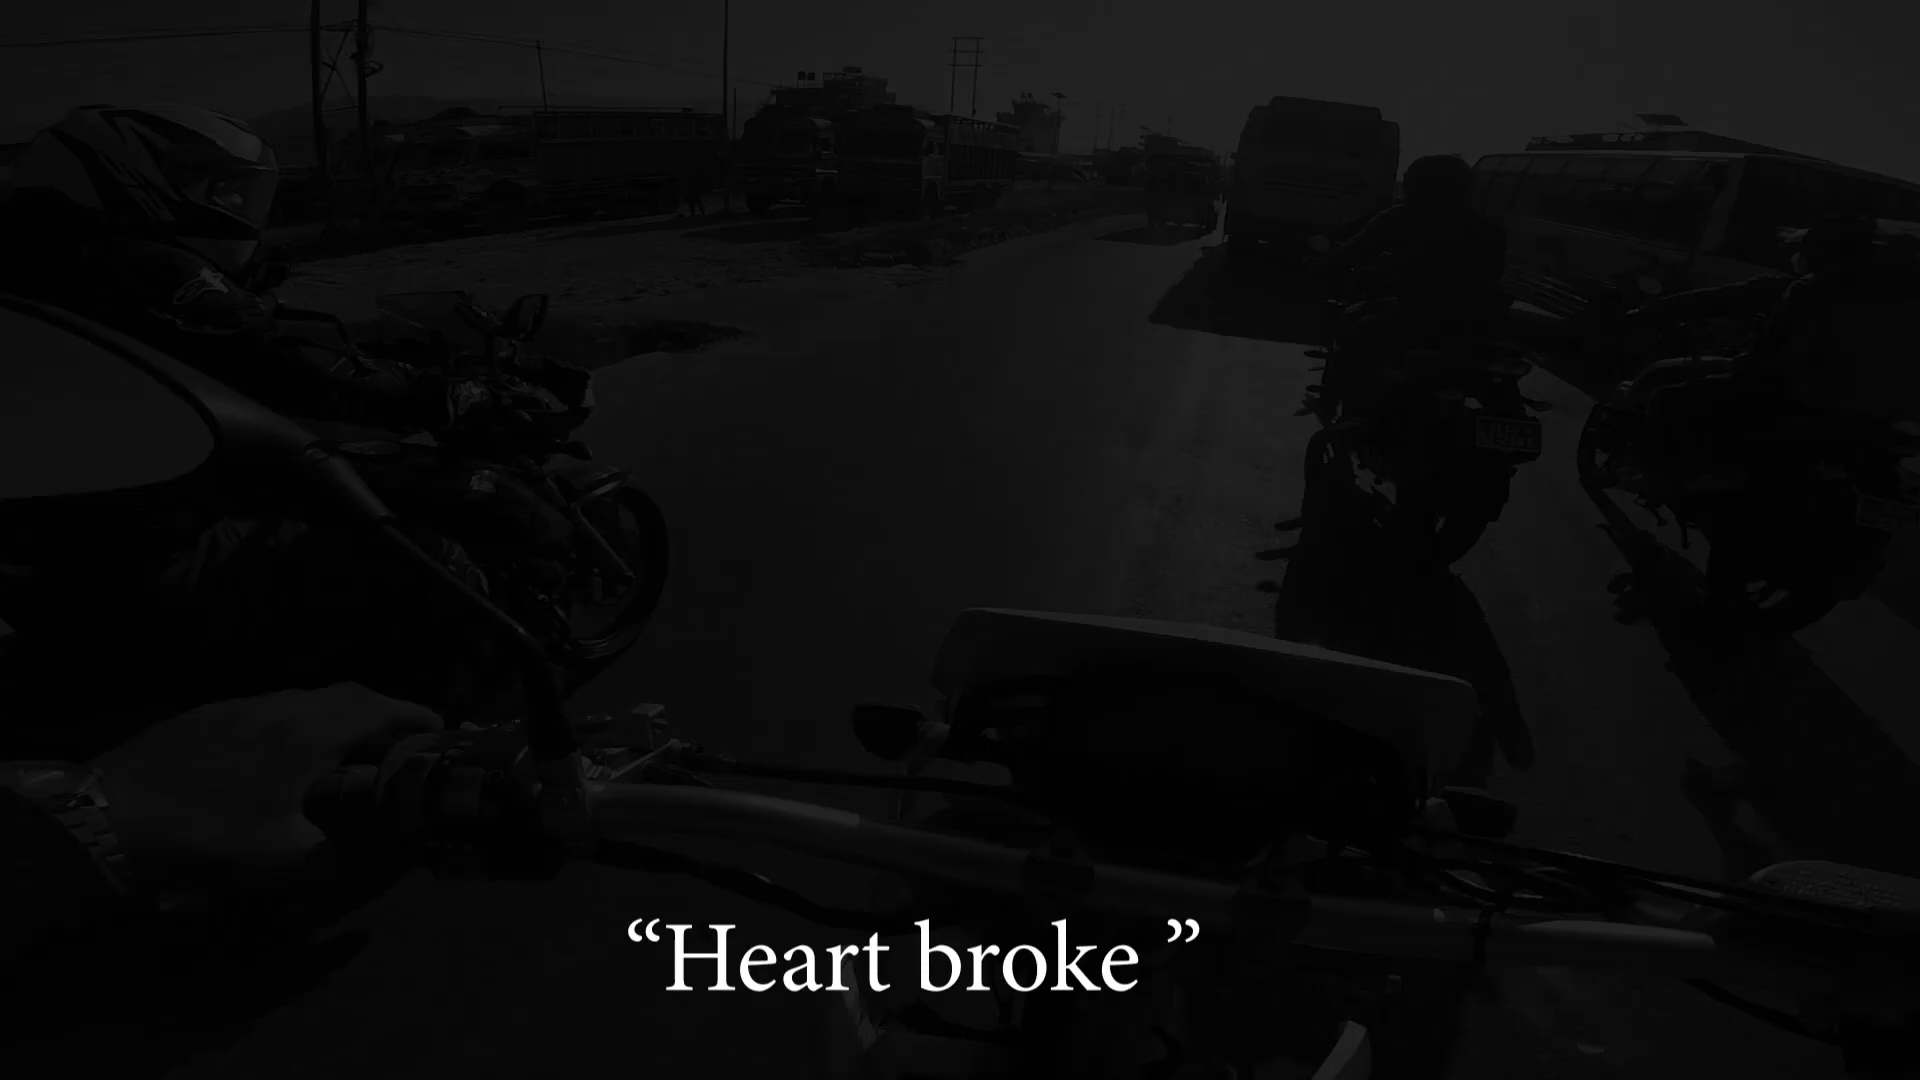 “Heart broke ”